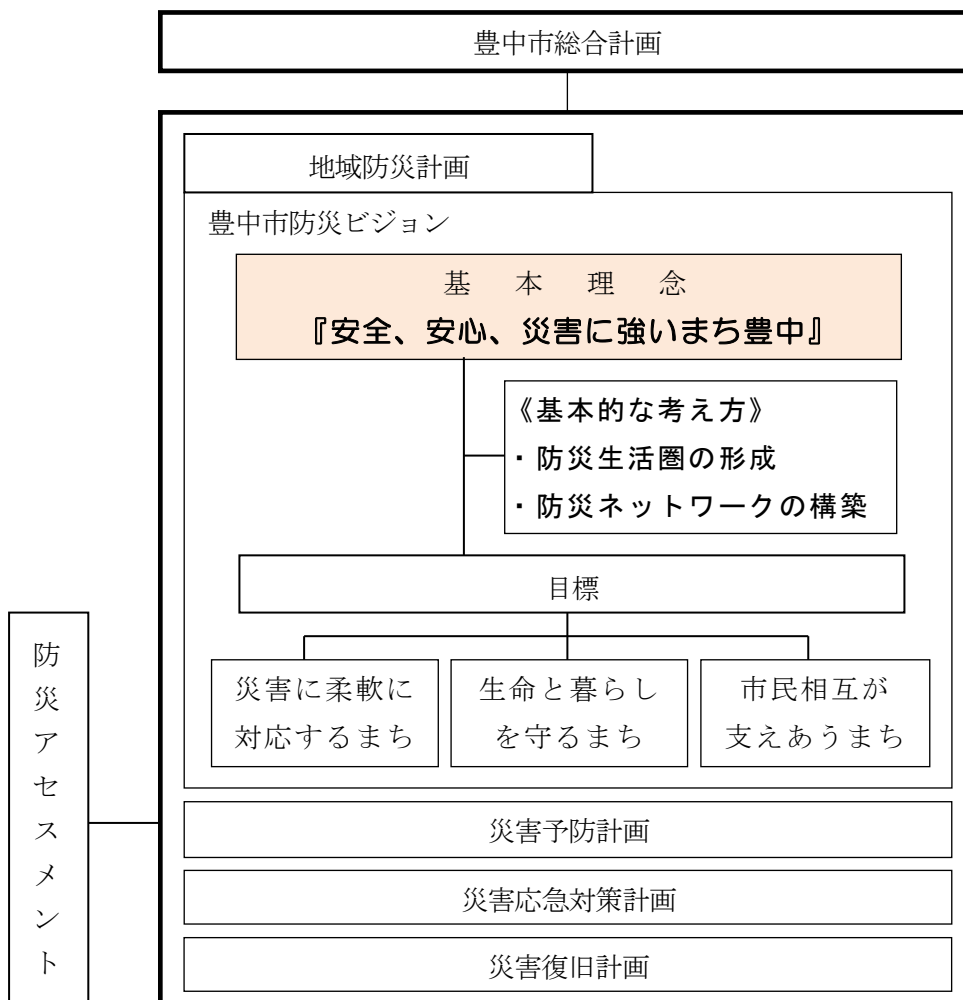 豊中市総合計画
地域防災計画
豊中市防災ビジョン
基本理念
『安全、安心、災害に強いまち豊中』
《基本的な考え方》
・防災生活圏の形成
・防災ネットワークの構築
目標
災害に柔軟に
対応するまち
生命と暮らし
を守るまち
市民相互が
支えあうまち
防災アセスメント
災害予防計画
災害応急対策計画
災害復旧計画